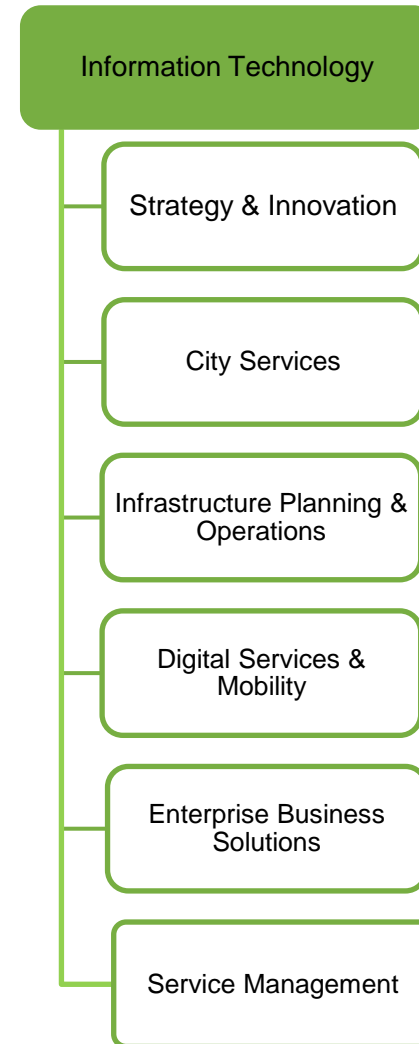 Information Technology
Strategy & Innovation
City Services
Infrastructure Planning &
Operations
Digital Services &
Mobility
Enterprise Business
Solutions
Service Management